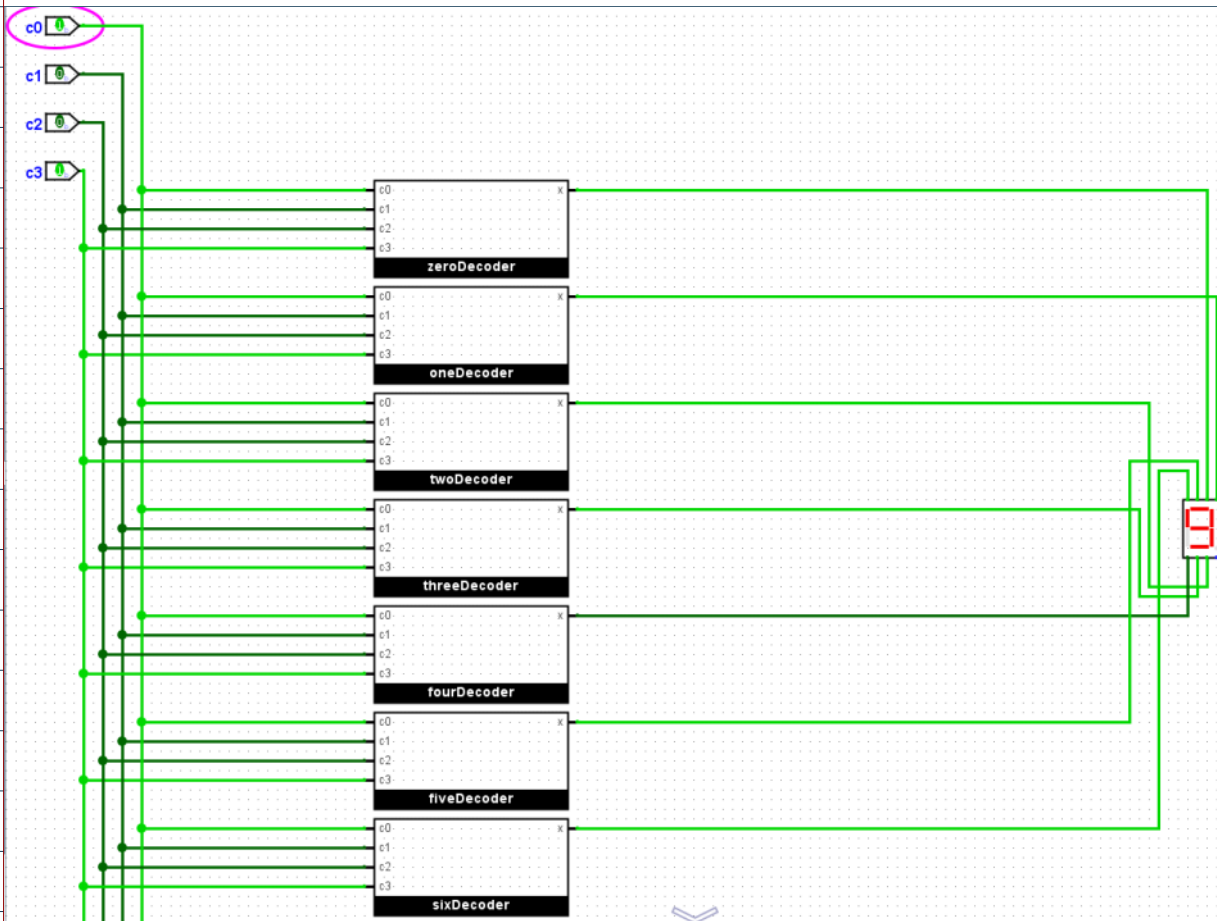 c0 1
c1 0
c2 0
c3 1
c0 x
c1
c2
c3
zeroDecoder
c0 x
c1
c2
c3
oneDecoder
c0 x
c1
c2
c3
twoDecoder
c0 x
c1
c2
c3
threeDecoder
9
c0 x
c1
c2
c3
fourDecoder
c0 x
c1
c2
c3
fiveDecoder
c0 x
c1
c2
c3
sixDecoder